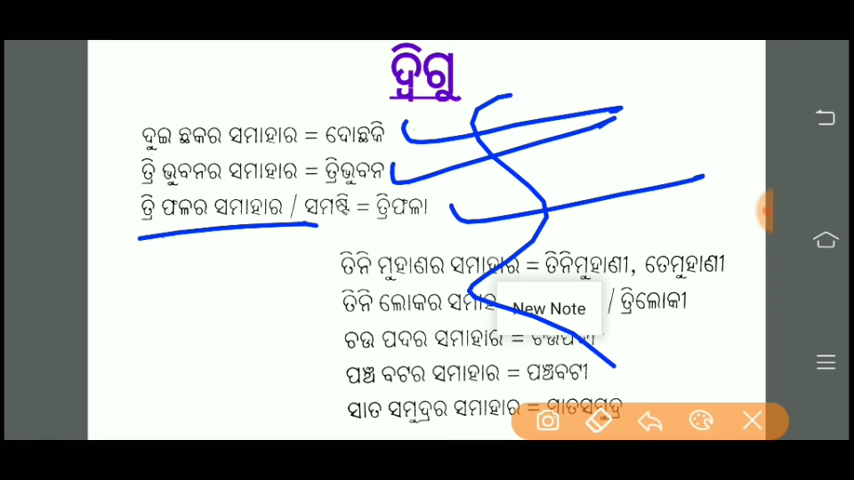 ଦ୍ୱିଗୁ
ଦୁଇ ଛକର ସମାହାର = ଦୋଛକି
ତ୍ରି ଭୁବନର ସମାହାର = ତ୍ରିଭୁବନ
ତ୍ରି ଫଳର ସମାହାର / ସମଷ୍ଟି = ତ୍ରିଫଳା
ତିନି ମୁହାଣର ସମାହାର = ତିନିମୁହାଣୀ, ତେମୁହାଣୀ
ତିନି ଲୋକର / ତ୍ରିଲୋକୀ
New Note
ଚଉ ପଦର ସମାହାର =
ପଞ୍ଚ ବଟର ସମାହାର = ପଞ୍ଚବଟୀ
ସାତ ସମୁଦ୍ରର ସମାହାର = ସାତସମୁଦ୍ର